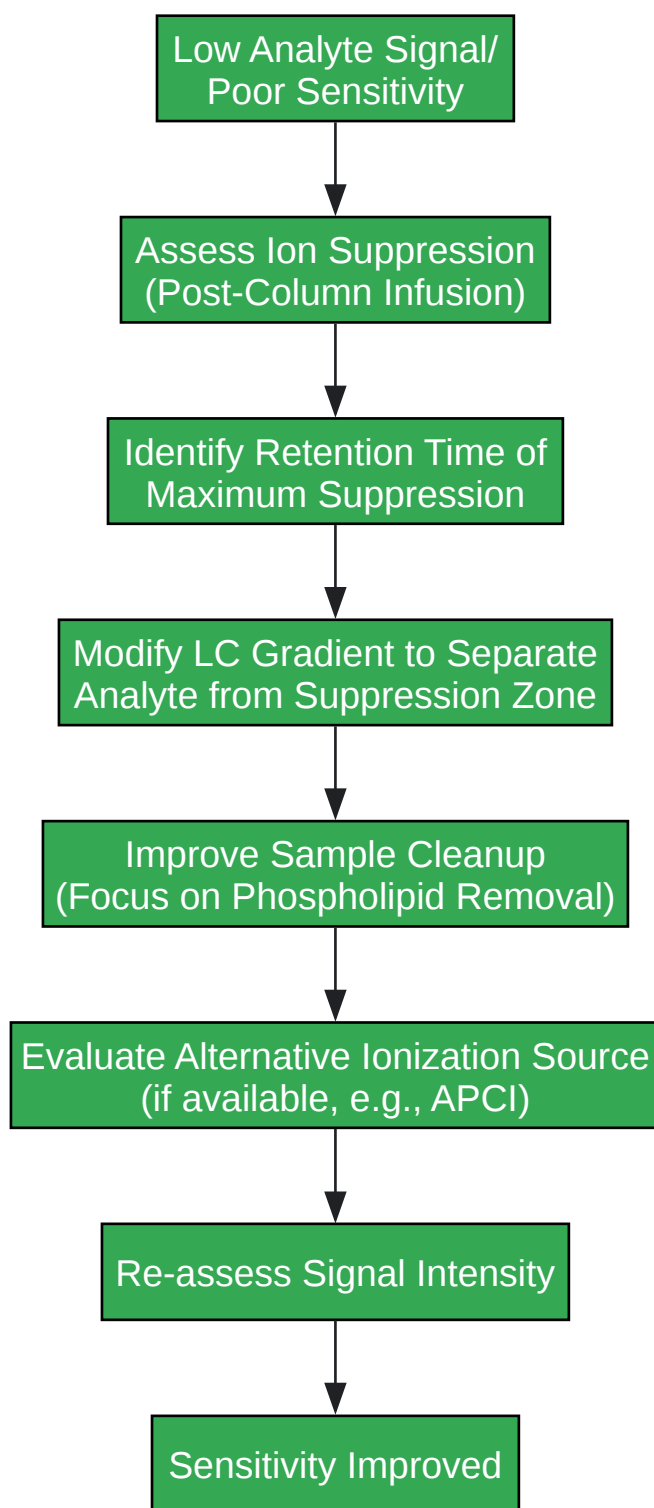 Low Analyte Signal/
Poor Sensitivity
Assess Ion Suppression
(Post-Column Infusion)
Identify Retention Time of
Maximum Suppression
Modify LC Gradient to Separate
Analyte from Suppression Zone
Improve Sample Cleanup
(Focus on Phospholipid Removal)
Evaluate Alternative Ionization Source
(if available, e.g., APCI)
Re-assess Signal Intensity
Sensitivity Improved